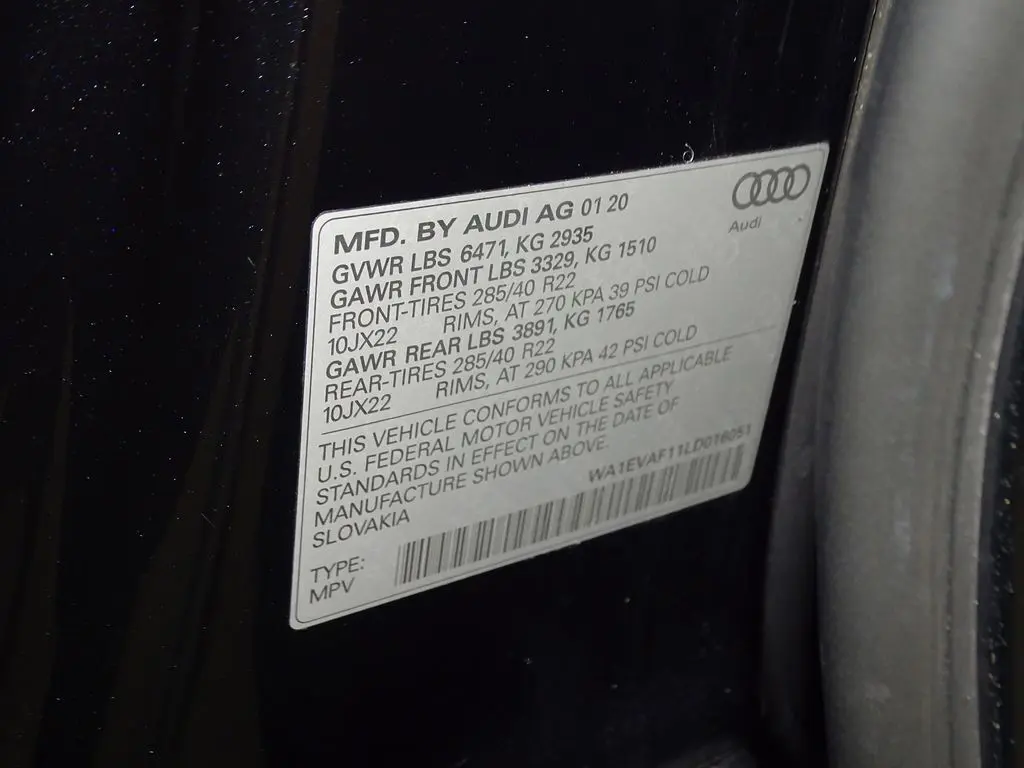 MFD. BY AUDI AG 01 20
Audi
GVWR LBS 6471, KG 2935
GAWR FRONT LBS 3329, KG 1510
FRONT-TIRES 285/40 R22
10JX22 RIMS, AT 270 KPA 39 PSI COLD
GAWR REAR LBS 3891, KG 1765
REAR-TIRES 285/40 R22
10JX22 RIMS, AT 290 KPA 42 PSI COLD
THIS VEHICLE CONFORMS TO ALL APPLICABLE
U.S. FEDERAL MOTOR VEHICLE SAFETY
STANDARDS IN EFFECT ON THE DATE OF
MANUFACTURE SHOWN ABOVE.
SLOVAKIA
WA1EVAF11LD016051
TYPE:
MPV